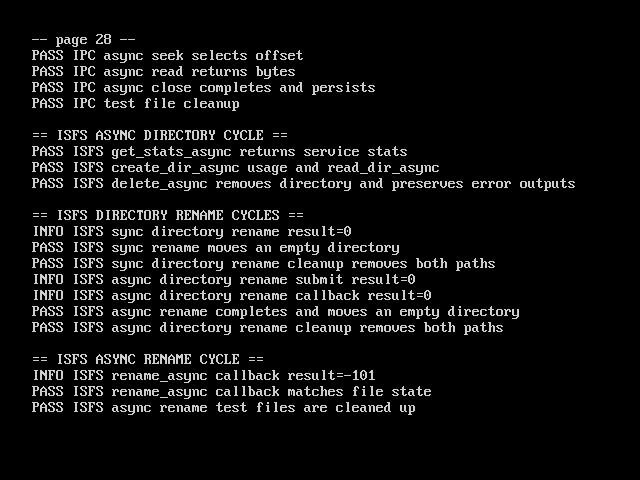 -- page 28 --
PASS IPC async seek selects offset
PASS IPC async read returns bytes
PASS IPC async close completes and persists
PASS IPC test file cleanup
== ISFS ASYNC DIRECTORY CYCLE ==
PASS ISFS get_stats_async returns service stats
PASS ISFS create_dir_async usage and read_dir_async
PASS ISFS delete_async removes directory and preserves error outputs
== ISFS DIRECTORY RENAME CYCLES ==
INFO ISFS sync directory rename result=0
PASS ISFS sync rename moves an empty directory
PASS ISFS sync directory rename cleanup removes both paths
INFO ISFS async directory rename submit result=0
INFO ISFS async directory rename callback result=0
PASS ISFS async rename completes and moves an empty directory
PASS ISFS async directory rename cleanup removes both paths
== ISFS ASYNC RENAME CYCLE ==
INFO ISFS rename_async callback result=-101
PASS ISFS rename_async callback matches file state
PASS ISFS async rename test files are cleaned up